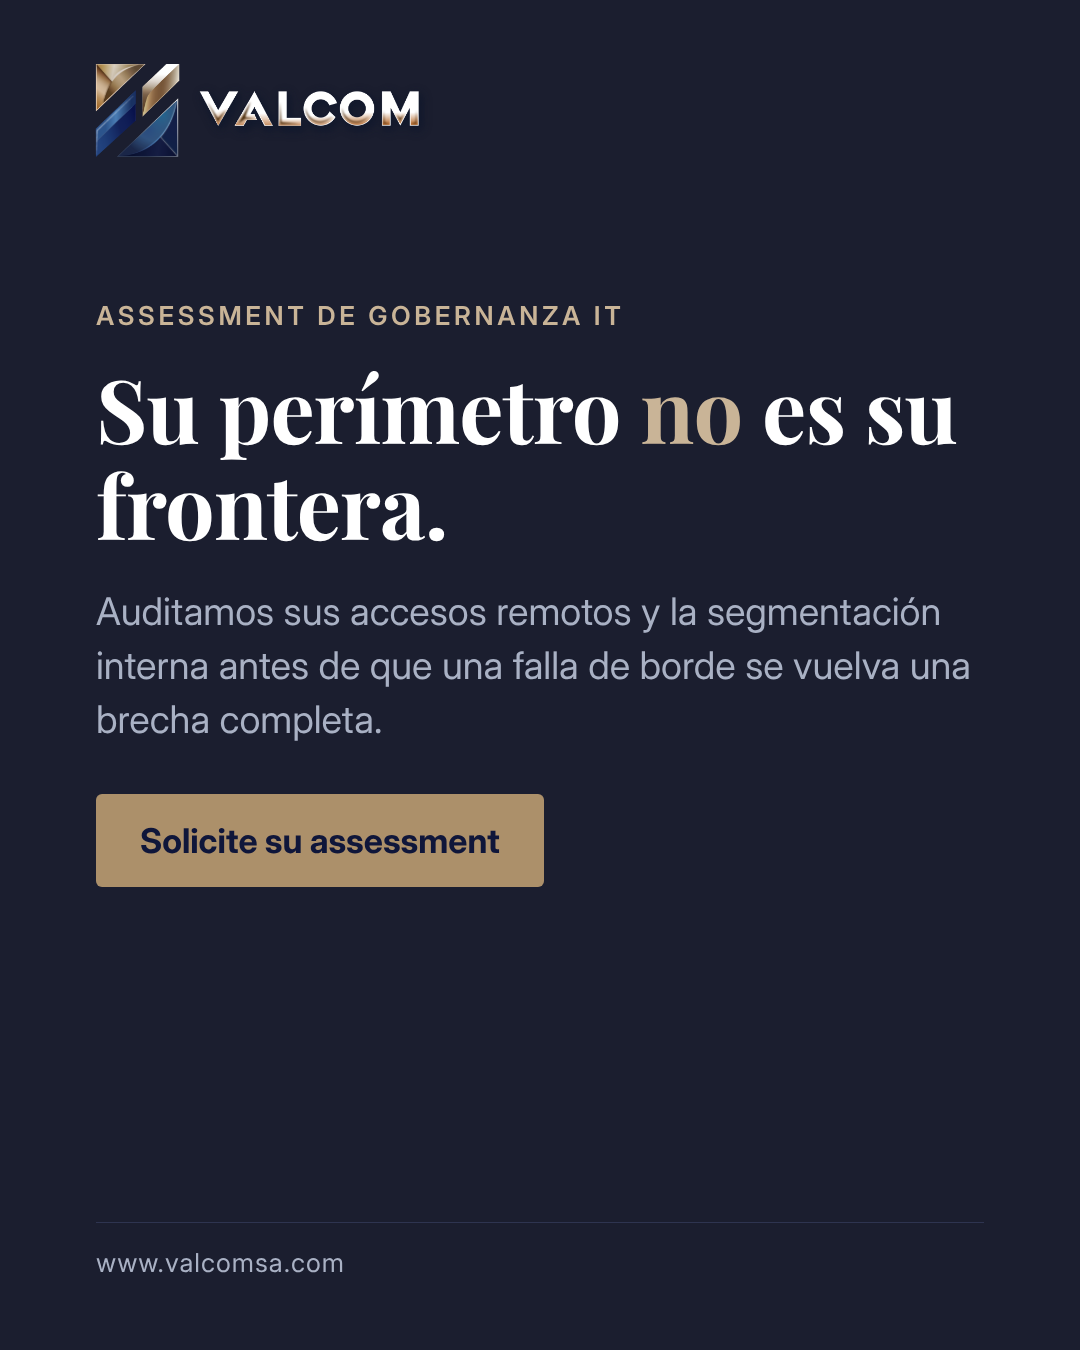 VALCOM
ASSESSMENT DE GOBERNANZA IT
Su perímetro no es su
frontera.
Auditamos sus accesos remotos y la segmentación
interna antes de que una falla de borde se vuelva una
brecha completa.
Solicite su assessment
www.valcomsa.com